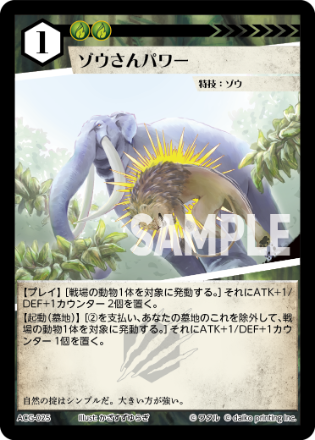 1
ゾウさんパワー
特技：ゾウ
SAMPLE
【プレイ】[戦場の動物1体を対象に発動する。] それにATK+1/
DEF+1カウンター 2個を置く。
【起動(墓地)】[②を支払い、あなたの墓地のこれを除外して、戦
場の動物1体を対象に発動する。] それにATK+1/DEF+1カウ
ンター 1個を置く。
自然の掟はシンプルだ。大きい方が強い。
ACG-025 Illust. かさすずゆらぎ © ワタル © daiko printing inc.